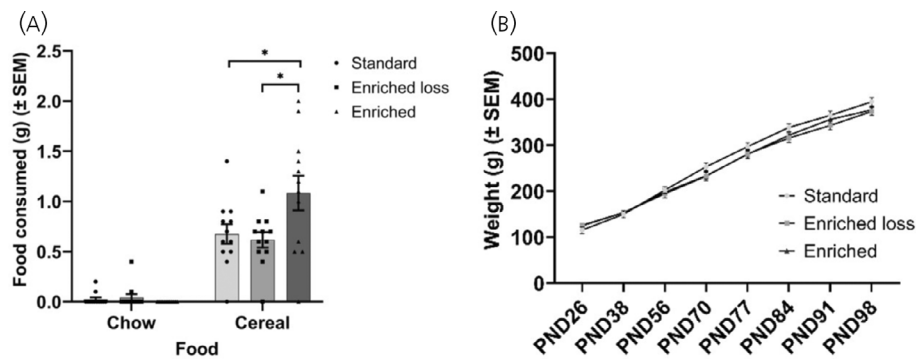 (A)
Food consumed (g) (± SEM)
2.5
2.0
1.5
1.0
0.5
0.0
*
*
Standard
Enriched loss
Enriched
Chow
Cereal
Food
(B)
Weight (g) (± SEM)
500
400
300
200
100
0
Standard
Enriched loss
Enriched
PND26
PND38
PND56
PND70
PND77
PND84
PND91
PND98